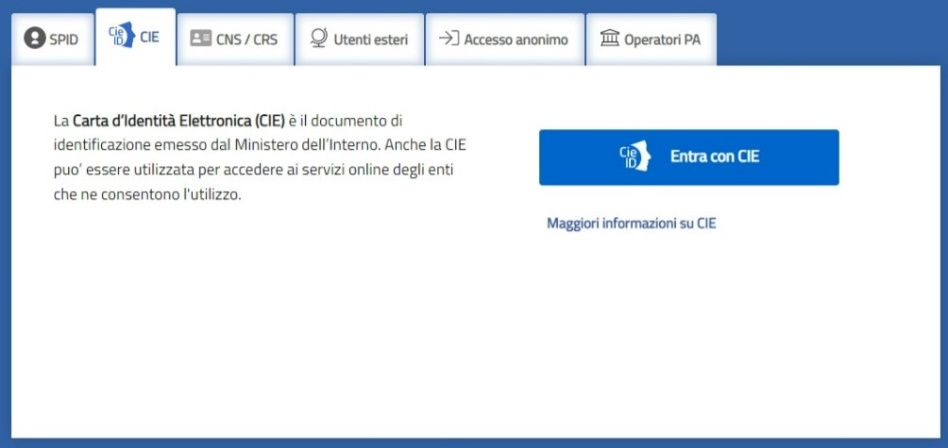 SPID
Cie ID CIE
CNS / CRS
Utenti esteri
Accesso anonimo
Operatori PA
La Carta d'Identità Elettronica (CIE) è il documento di
identificazione emesso dal Ministero dell'Interno. Anche la CIE
puo' essere utilizzata per accedere ai servizi online degli enti
che ne consentono l'utilizzo.
Cie ID Entra con CIE
Maggiori informazioni su CIE